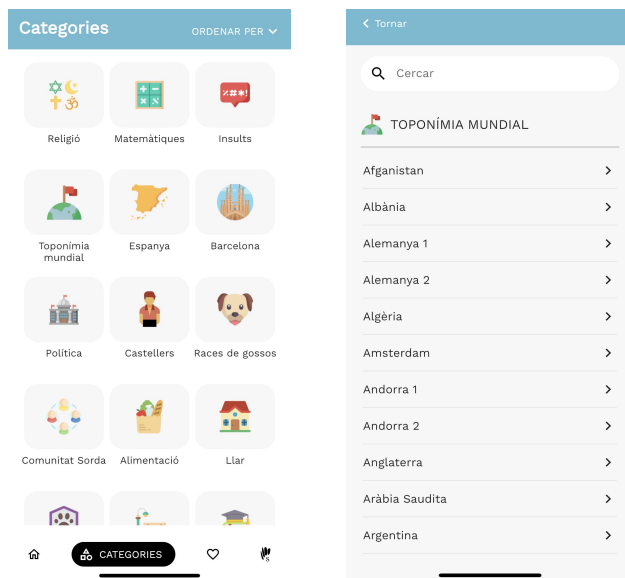 Categories
ORDENAR PER
Religió
Matemàtiques
Insults
Toponímia
mundial
Espanya
Barcelona
Política
Castellers
Races de gossos
Comunitat Sorda
Alimentació
Llar
CATEGORIES
Tornar
Cercar
TOPONÍMIA MUNDIAL
Afganistan
Albània
Alemanya 1
Alemanya 2
Algèria
Amsterdam
Andorra 1
Andorra 2
Anglaterra
Aràbia Saudita
Argentina